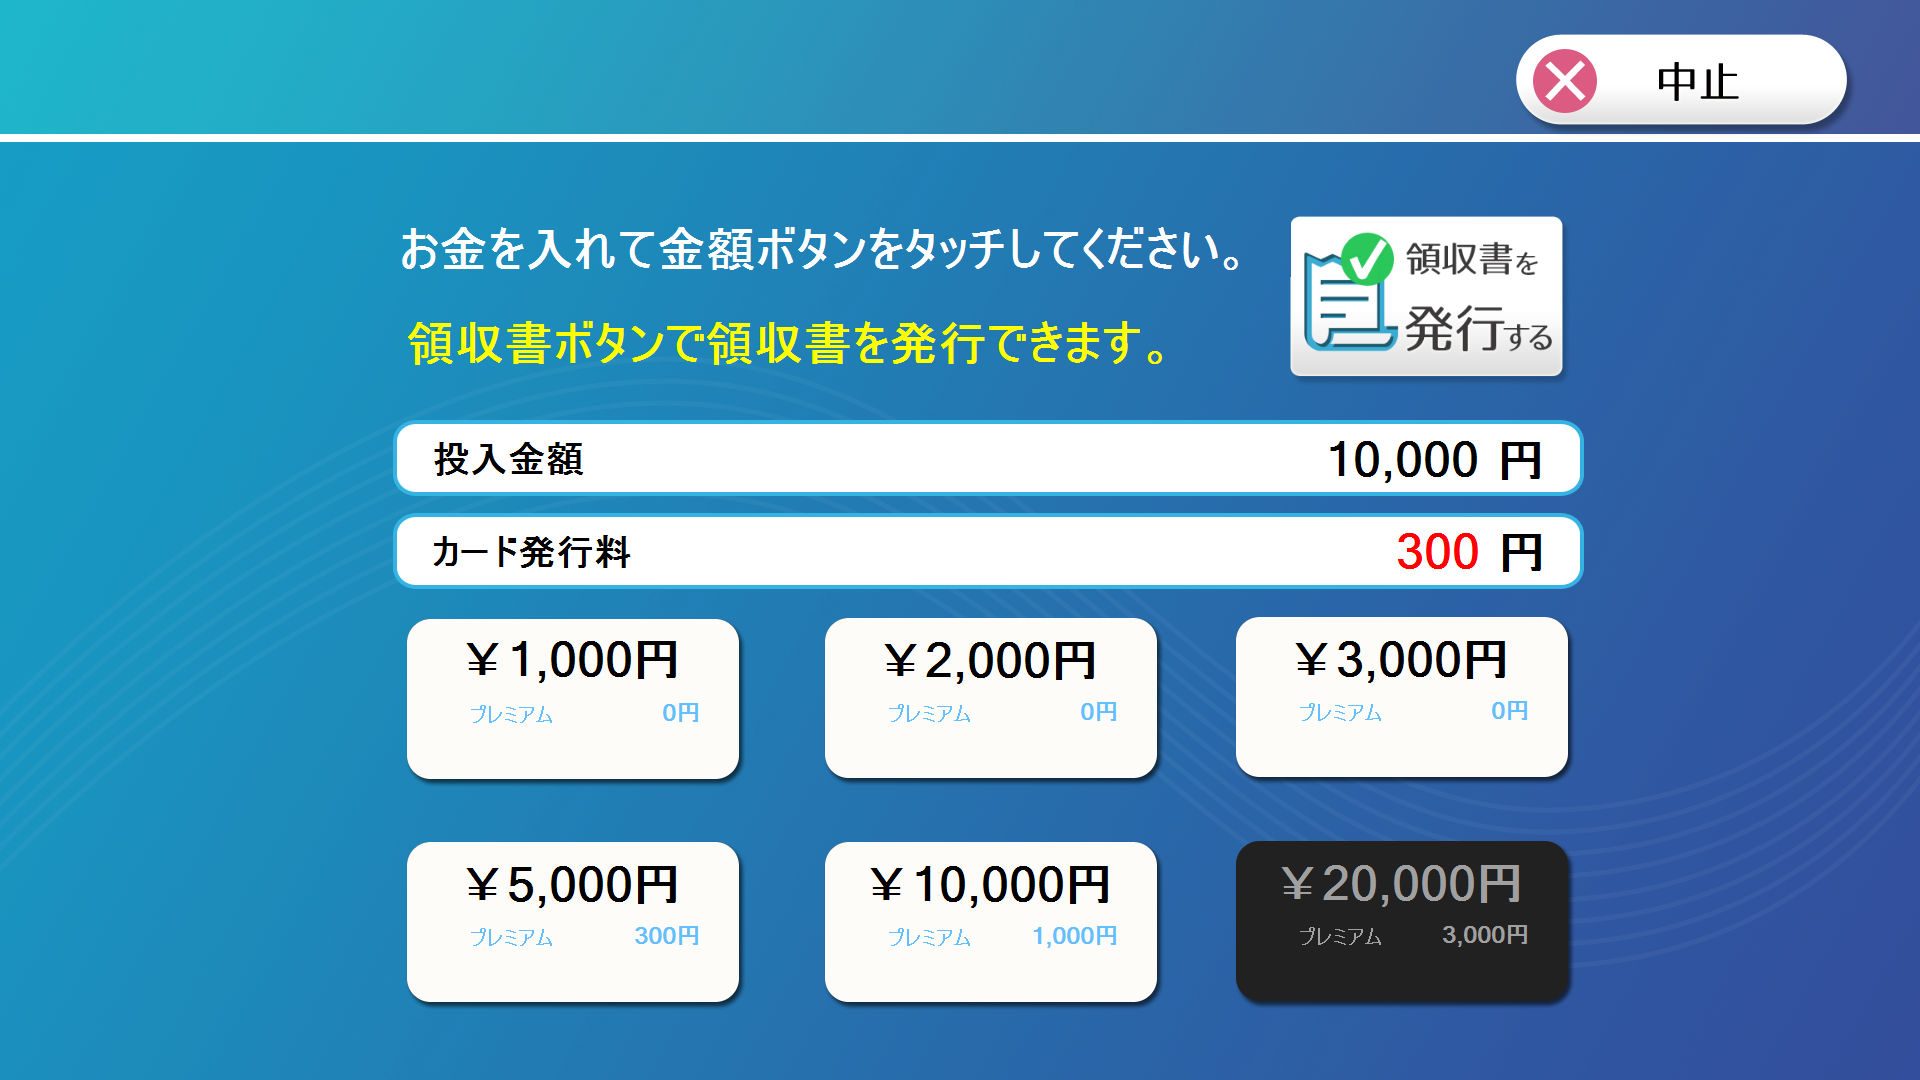 中止
お金を入れて金額ボタンをタッチしてください。
領収書ボタンで領収書を発行できます。
領収書を
発行する
投入金額 10,000 円
カード発行料 300 円
￥1,000円 ￥2,000円 ￥3,000円
プレミアム 0円 プレミアム 0円 プレミアム 0円
￥5,000円 ￥10,000円 ￥20,000円
プレミアム 300円 プレミアム 1,000円 プレミアム 3,000円